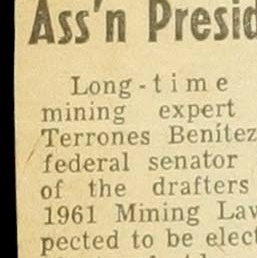 Ass'n Presid
Long-time
mining expert
Terrones Benítez
federal senator
of the drafters
1961 Mining Law
pected to be elect